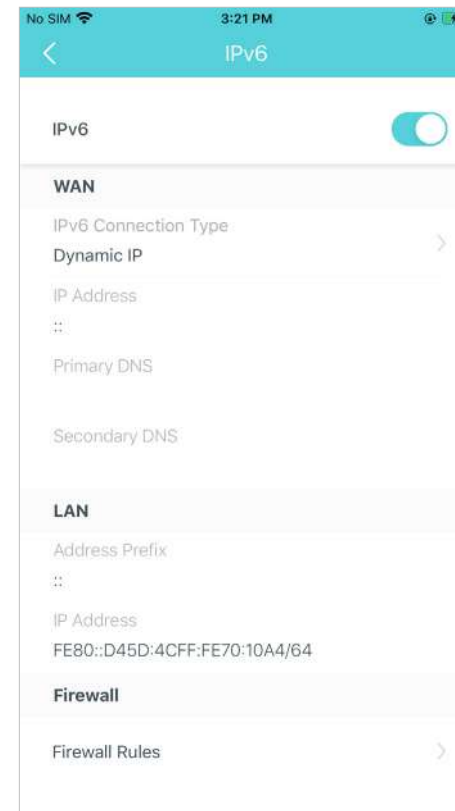 No SIM 3:21 PM
IPv6
IPv6
WAN
IPv6 Connection Type
Dynamic IP
IP Address
::
Primary DNS
Secondary DNS
LAN
Address Prefix
::
IP Address
FE80::D45D:4CFF:FE70:10A4/64
Firewall
Firewall Rules